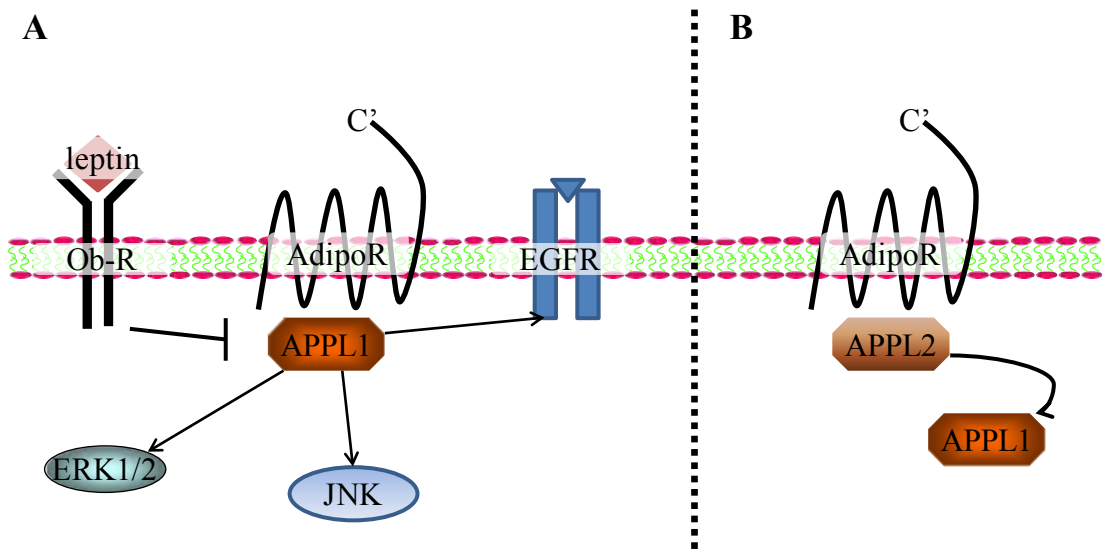 A
B
C’
C’
leptin
Ob-R
AdipoR
EGFR
AdipoR
APPL1
APPL2
APPL1
ERK1/2
JNK